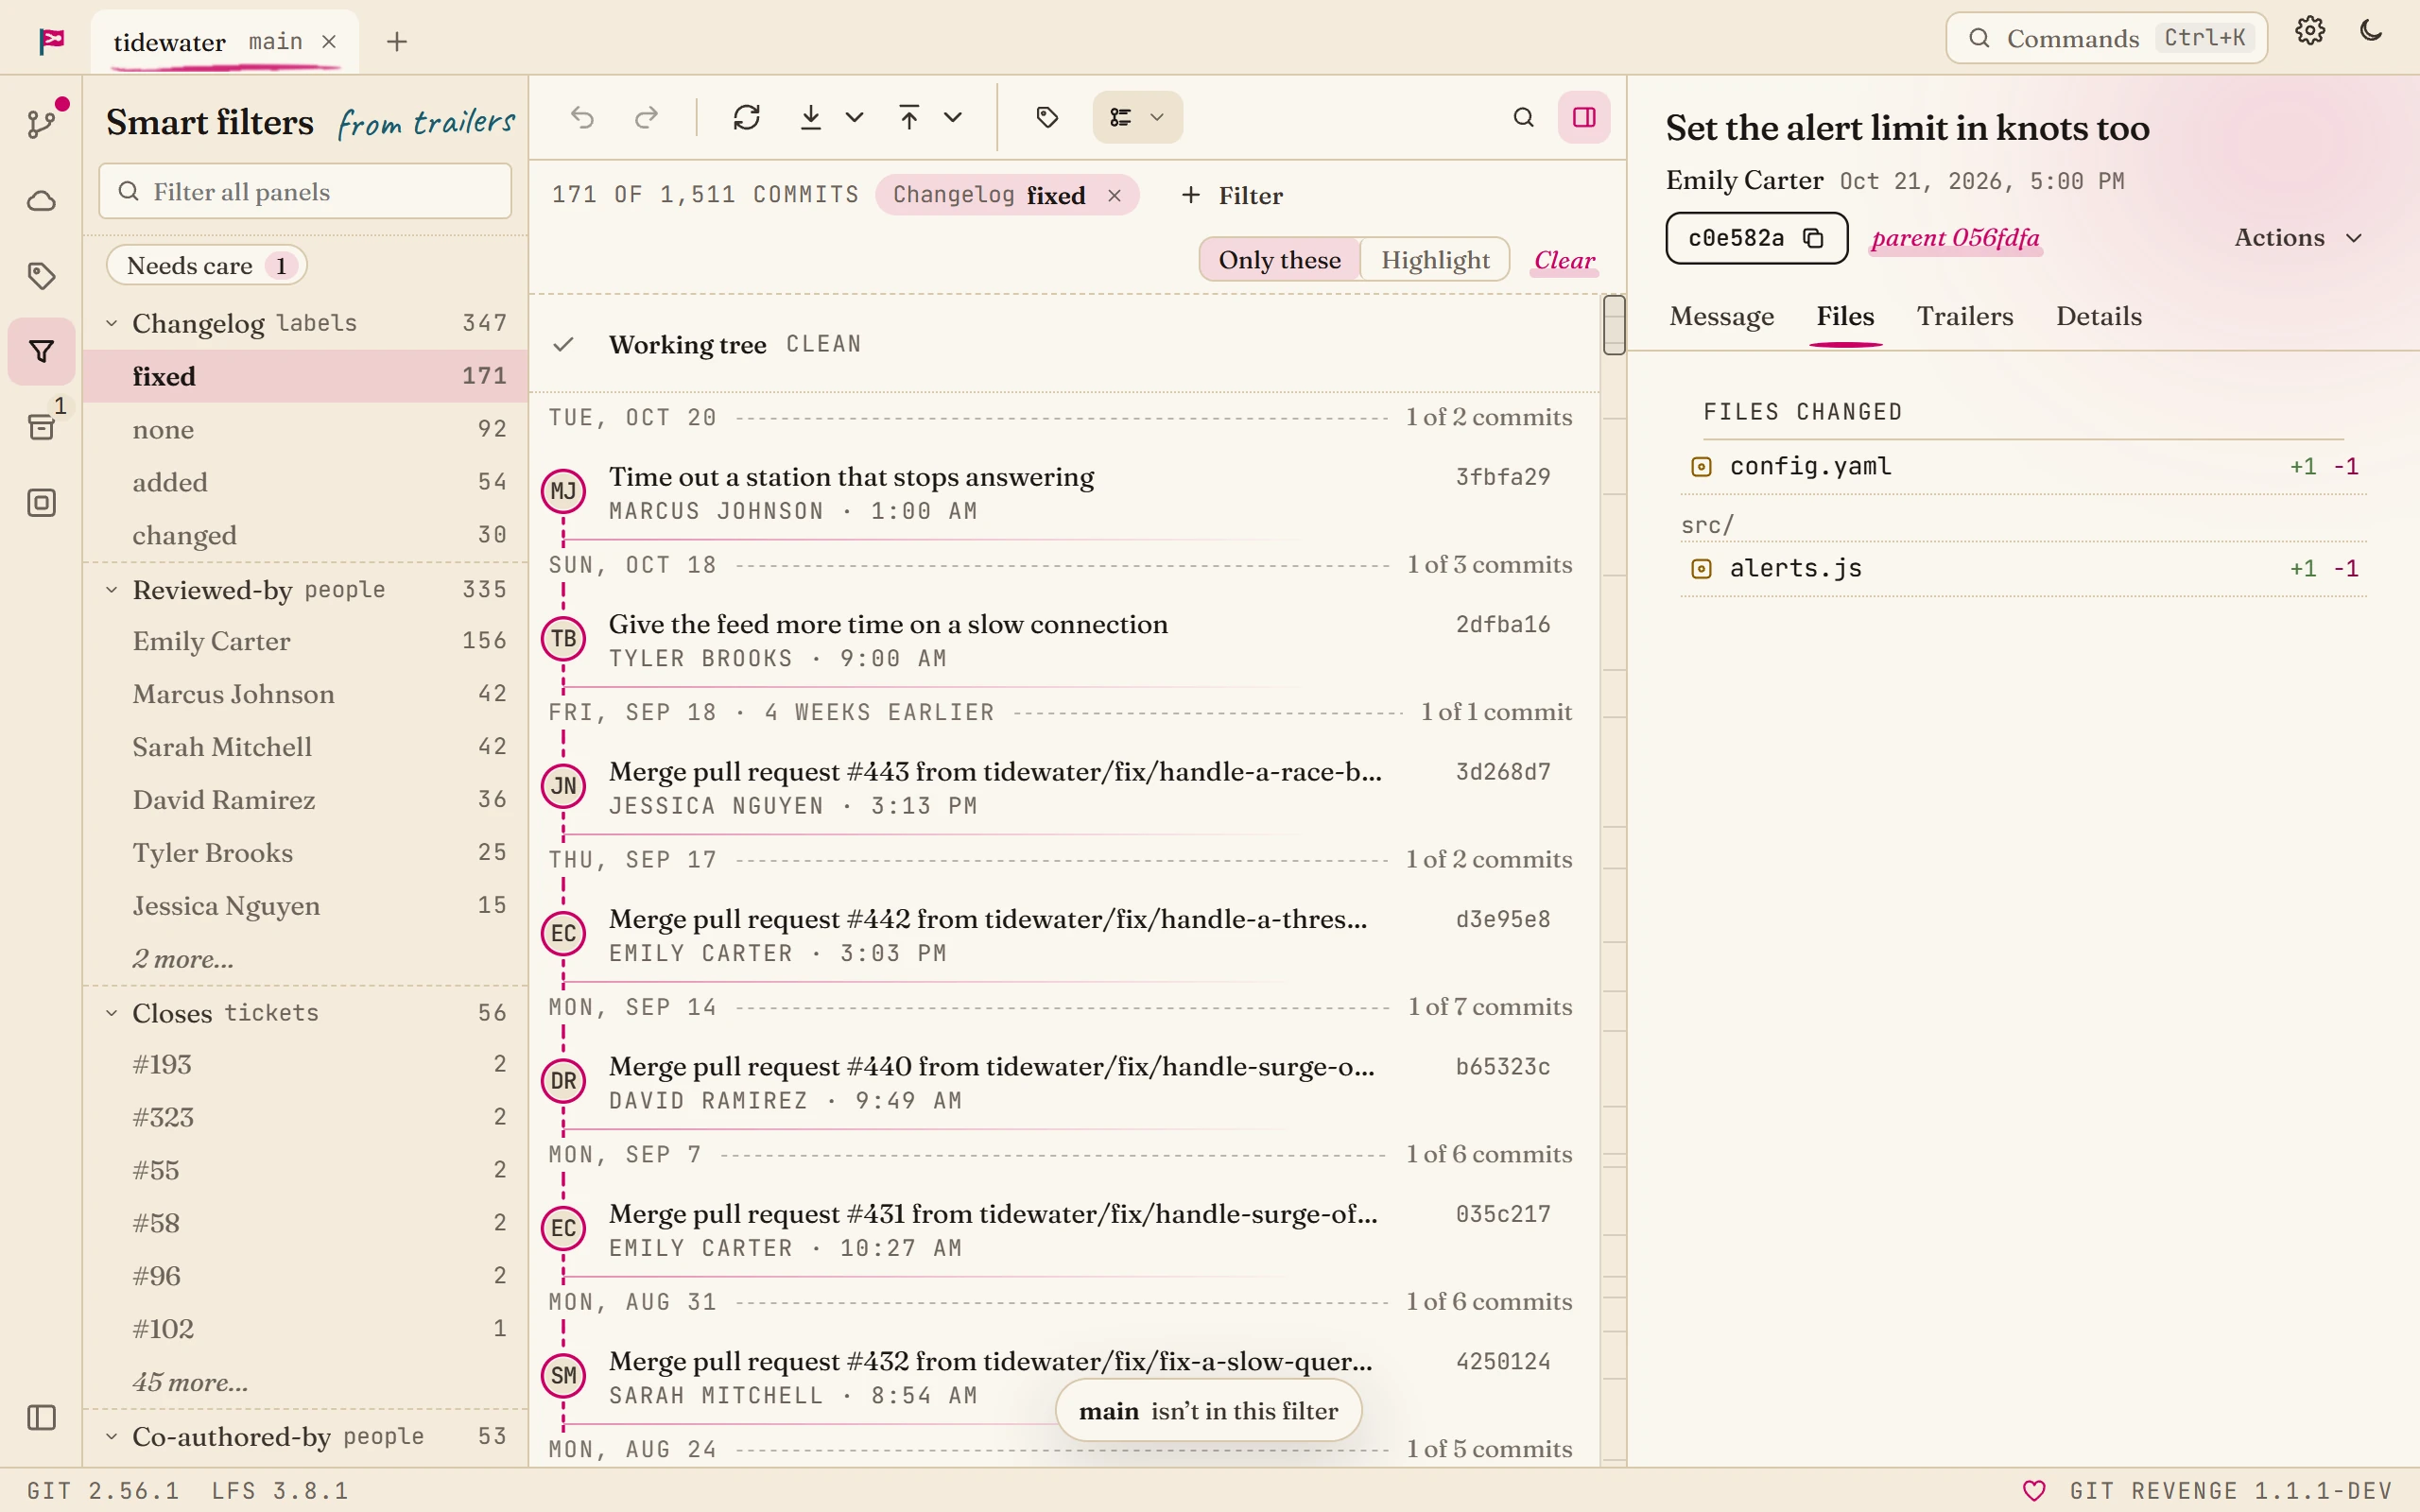 tidewater main
Commands Ctrl+K
Smart filters from trailers
Filter all panels
Needs care 1
Changelog labels 347
fixed 171
none 92
added 54
changed 30
Reviewed-by people 335
Emily Carter 156
Marcus Johnson 42
Sarah Mitchell 42
David Ramirez 36
Tyler Brooks 25
Jessica Nguyen 15
2 more...
Closes tickets 56
#193 2
#323 2
#55 2
#58 2
#96 2
#102 1
45 more...
Co-authored-by people 53
1
171 OF 1,511 COMMITS Changelog fixed Filter
Only these Highlight Clear
Working tree CLEAN
TUE, OCT 20 1 of 2 commits
MJ Time out a station that stops answering 3fbfa29
MARCUS JOHNSON · 1:00 AM
SUN, OCT 18 1 of 3 commits
TB Give the feed more time on a slow connection 2dfba16
TYLER BROOKS · 9:00 AM
FRI, SEP 18 · 4 WEEKS EARLIER 1 of 1 commit
JN Merge pull request #443 from tidewater/fix/handle-a-race-b... 3d268d7
JESSICA NGUYEN · 3:13 PM
THU, SEP 17 1 of 2 commits
EC Merge pull request #442 from tidewater/fix/handle-a-thres... d3e95e8
EMILY CARTER · 3:03 PM
MON, SEP 14 1 of 7 commits
DR Merge pull request #440 from tidewater/fix/handle-surge-o... b65323c
DAVID RAMIREZ · 9:49 AM
MON, SEP 7 1 of 6 commits
EC Merge pull request #431 from tidewater/fix/handle-surge-of... 035c217
EMILY CARTER · 10:27 AM
MON, AUG 31 1 of 6 commits
SM Merge pull request #432 from tidewater/fix/fix-a-slow-quer... 4250124
SARAH MITCHELL · 8:54 AM
main isn't in this filter
MON, AUG 24 1 of 5 commits
Set the alert limit in knots too
Emily Carter Oct 21, 2026, 5:00 PM
c0e582a parent 056fdfa Actions
Message Files Trailers Details
FILES CHANGED
config.yaml +1 -1
src/
alerts.js +1 -1
GIT 2.56.1 LFS 3.8.1
GIT REVENGE 1.1.1-DEV